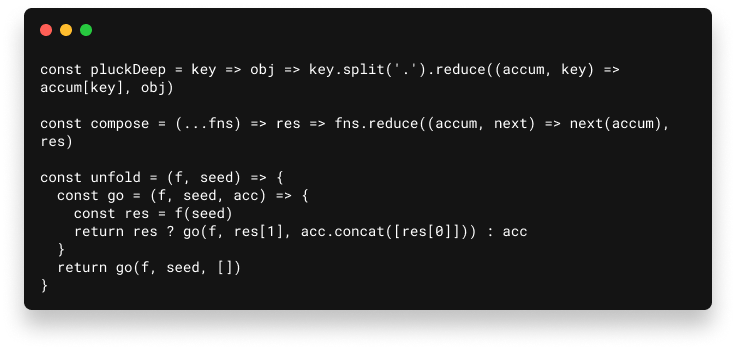 const pluckDeep = key => obj => key.split('.').reduce((accum, key) =>
accum[key], obj)

const compose = (...fns) => res => fns.reduce((accum, next) => next(accum),
res)

const unfold = (f, seed) => {
  const go = (f, seed, acc) => {
    const res = f(seed)
    return res ? go(f, res[1], acc.concat([res[0]])) : acc
  }
  return go(f, seed, [])
}